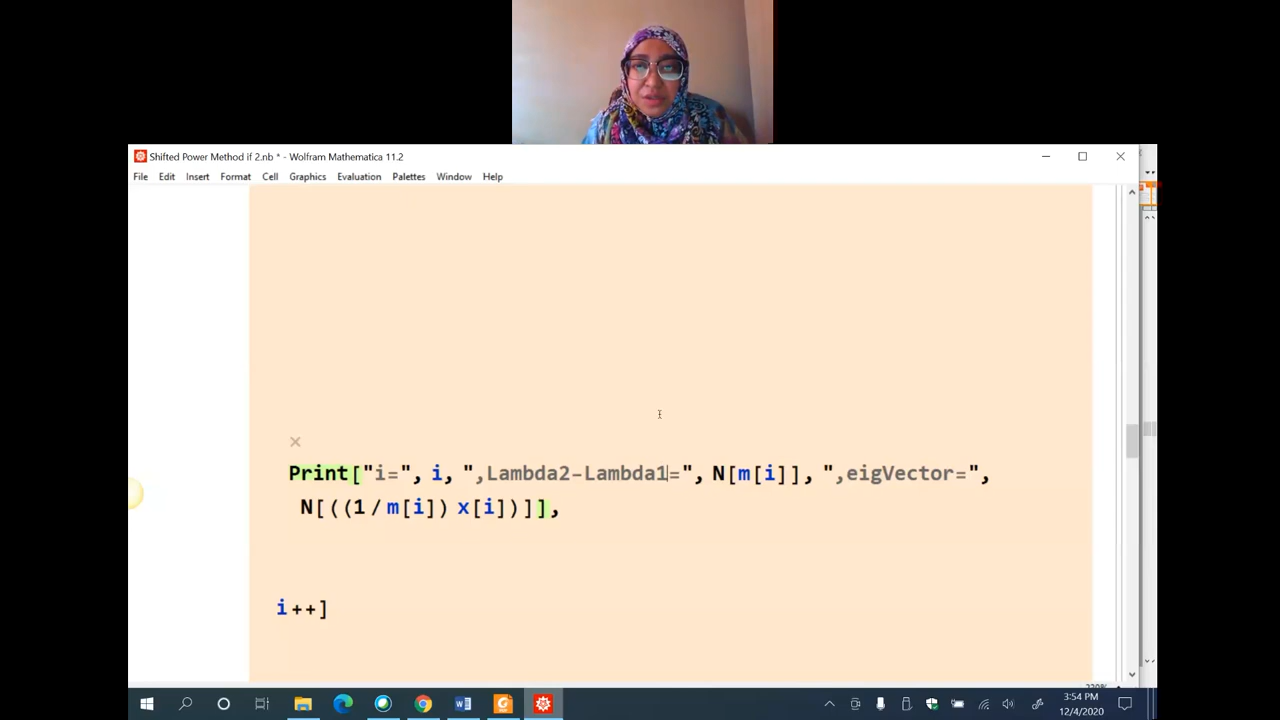 Shifted Power Method if 2.nb * - Wolfram Mathematica 11.2
File Edit Insert Format Cell Graphics Evaluation Palettes Window Help
Print["i=", i, ",Lambda2-Lambda1=", N[m[i]], ",eigVector=",
N[((1/m[i]) x[i])]],
i++]
3:54 PM
12/4/2020